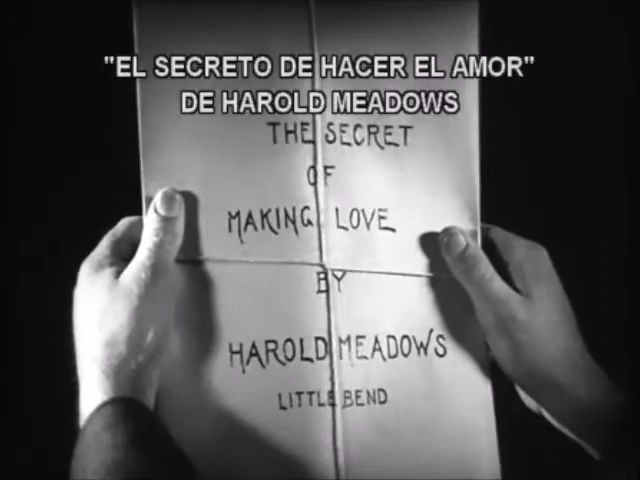 "EL SECRETO DE HACER EL AMOR"
DE HAROLD MEADOWS
THE SECRET
OF
MAKING LOVE
BY
HAROLD MEADOWS
LITTLE BEND